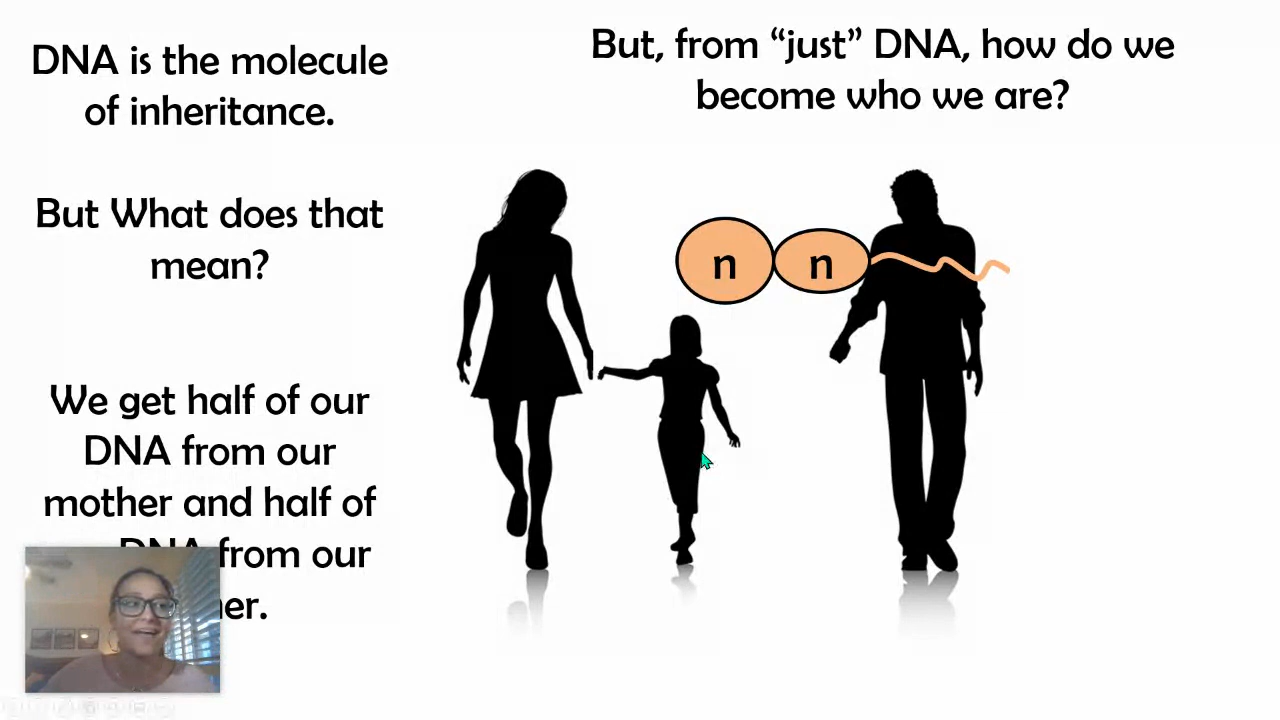 DNA is the molecule
of inheritance.
But What does that
mean?
We get half of our
DNA from our
mother and half of
DNA from our
But, from “just” DNA, how do we
become who we are?
n n